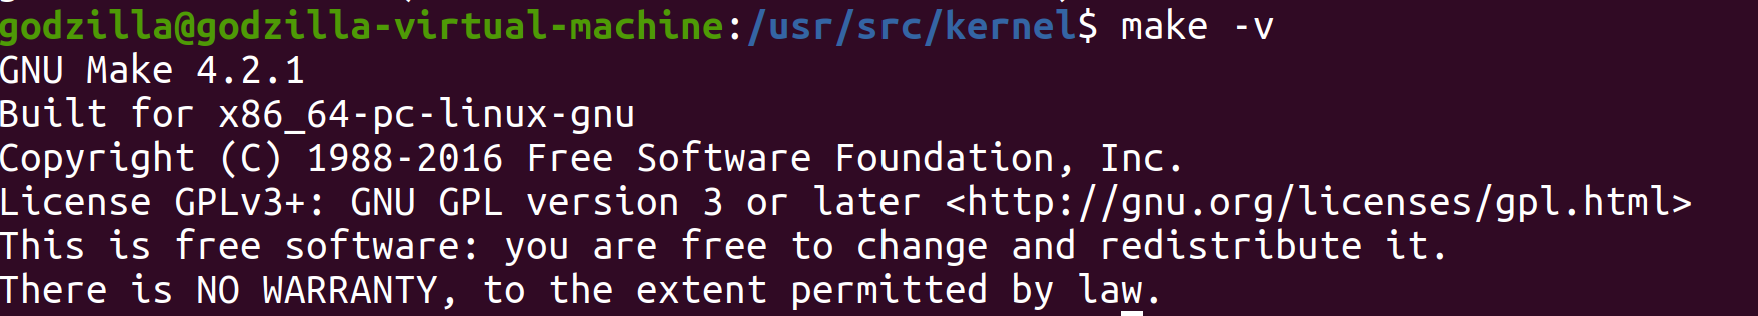 godzilla@godzilla-virtual-machine:/usr/src/kernel$ make -v
GNU Make 4.2.1
Built for x86_64-pc-linux-gnu
Copyright (C) 1988-2016 Free Software Foundation, Inc.
License GPLv3+: GNU GPL version 3 or later <http://gnu.org/licenses/gpl.html>
This is free software: you are free to change and redistribute it.
There is NO WARRANTY, to the extent permitted by law.